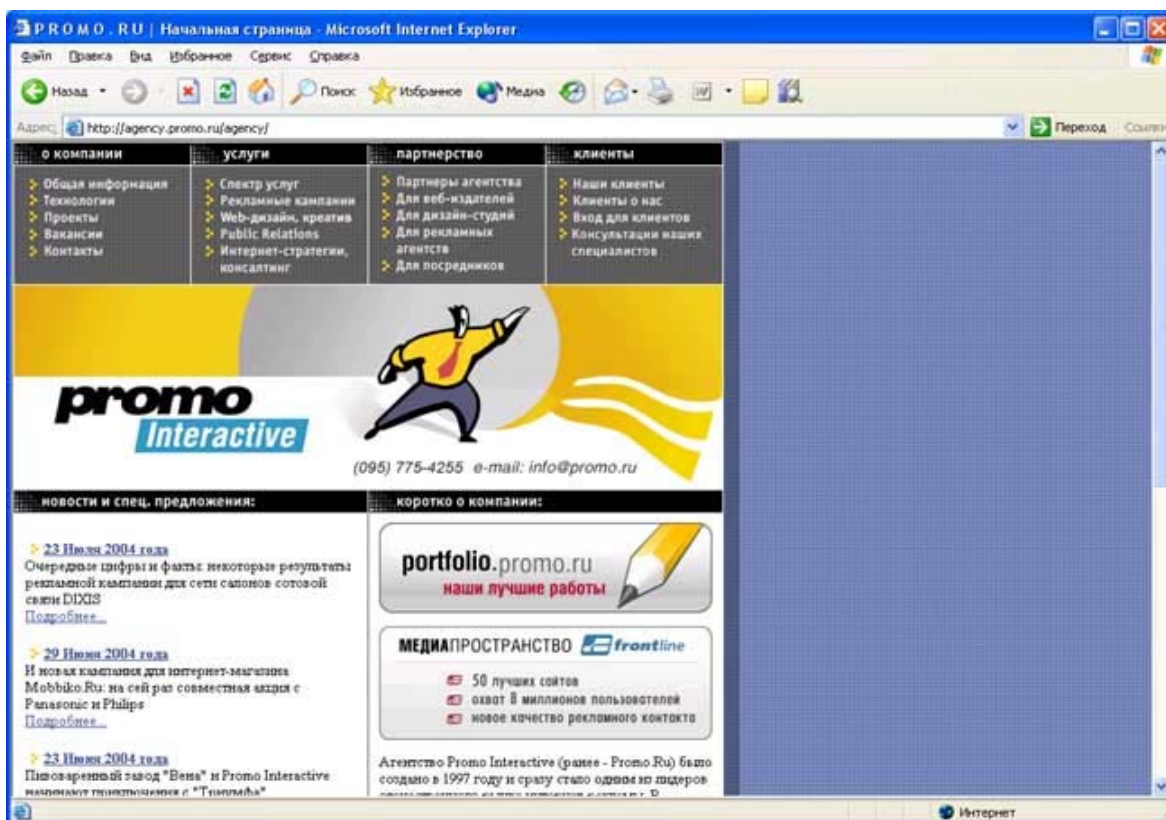 PROMO.RU | Начальная страница - Microsoft Internet Explorer
Файл Правка Вид Избранное Сервис Справка
Назад Поиск Избранное Медиа
Адрес: http://agency.promo.ru/agency/ Переход Ссылки
о компании
Общая информация
Технологии
Проекты
Вакансии
Контакты
услуги
Спектр услуг
Рекламные кампании
Web-дизайн, креатив
Public Relations
Интернет-стратегии,
консалтинг
партнерство
Партнеры агентства
Для веб-издателей
Для дизайн-студий
Для рекламных
агентств
Для посредников
клиенты
Наши клиенты
Клиенты о нас
Вход для клиентов
Консультации наших
специалистов
promo
Interactive
(095) 775-4255 e-mail: info@promo.ru
новости и спец. предложения:
23 Июля 2004 года
Очередные цифры и факты: некоторые результаты
рекламной кампании для сети салонов сотовой
связи DIXIS
Подробнее...
29 Июня 2004 года
И новая кампания для интернет-магазина
Mobbiko.Ru: на сей раз совместная акция с
Panasonic и Philips
Подробнее...
23 Июня 2004 года
Пивоваренный завод "Вена" и Promo Interactive
начинают приключения с "Триумфа"
коротко о компании:
portfolio.promo.ru
наши лучшие работы
МЕДИАПРОСТРАНСТВО frontline
50 лучших сайтов
охват 8 миллионов пользователей
новое качество рекламного контакта
Агентство Promo Interactive (ранее - Promo.Ru) было
создано в 1997 году и сразу стало одним из лидеров
Интернет